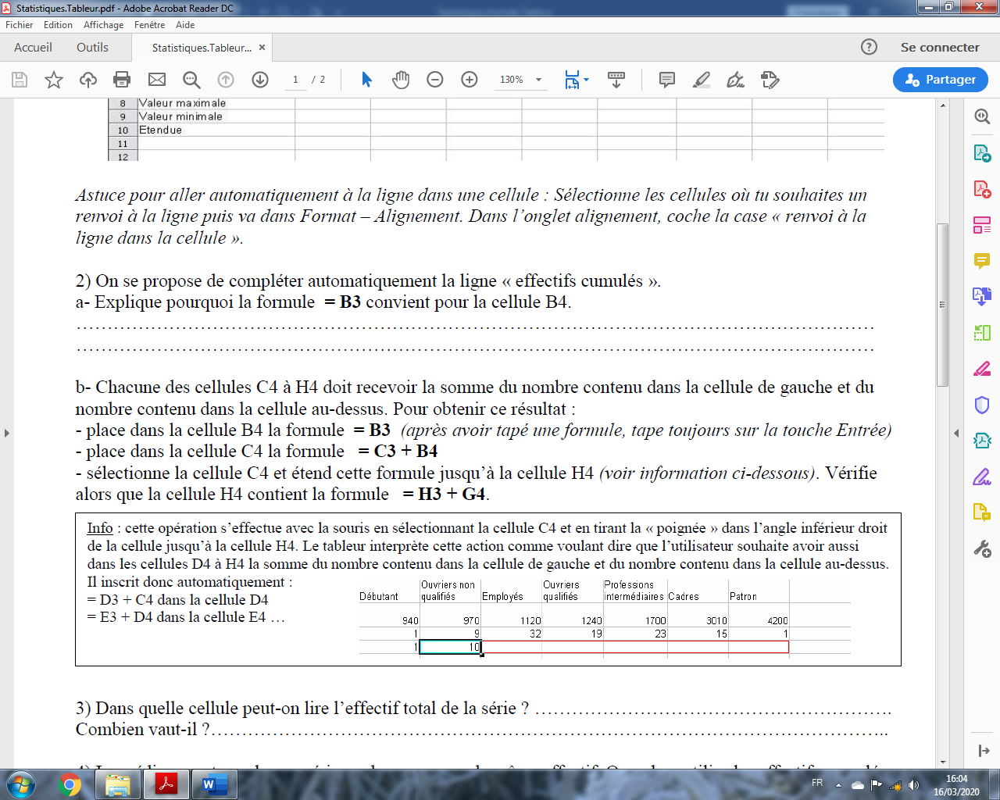 Statistiques.Tableur.pdf - Adobe Acrobat Reader DC
Fichier Edition Affichage Fenêtre Aide
Accueil Outils Statistiques.Tableur... × ? Se connecter
1 / 2 130% Partager
8 Valeur maximale
9 Valeur minimale
10 Etendue
11
12
Astuce pour aller automatiquement à la ligne dans une cellule : Sélectionne les cellules où tu souhaites un
renvoi à la ligne puis va dans Format – Alignement. Dans l’onglet alignement, coche la case « renvoi à la
ligne dans la cellule ».
2) On se propose de compléter automatiquement la ligne « effectifs cumulés ».
a- Explique pourquoi la formule = B3 convient pour la cellule B4.
……………………………………………………………………………………………………………
……………………………………………………………………………………………………………
b- Chacune des cellules C4 à H4 doit recevoir la somme du nombre contenu dans la cellule de gauche et du
nombre contenu dans la cellule au-dessus. Pour obtenir ce résultat :
- place dans la cellule B4 la formule = B3 (après avoir tapé une formule, tape toujours sur la touche Entrée)
- place dans la cellule C4 la formule = C3 + B4
- sélectionne la cellule C4 et étend cette formule jusqu’à la cellule H4 (voir information ci-dessous). Vérifie
alors que la cellule H4 contient la formule = H3 + G4.
Info : cette opération s’effectue avec la souris en sélectionnant la cellule C4 et en tirant la « poignée » dans l’angle inférieur droit
de la cellule jusqu’à la cellule H4. Le tableur interprète cette action comme voulant dire que l’utilisateur souhaite avoir aussi
dans les cellules D4 à H4 la somme du nombre contenu dans la cellule de gauche et du nombre contenu dans la cellule au-dessus.
Il inscrit donc automatiquement :
= D3 + C4 dans la cellule D4
= E3 + D4 dans la cellule E4 …
Ouvriers non Ouvriers Professions
Débutant qualifiés Employés qualifiés intermédiaires Cadres Patron
940 970 1120 1240 1700 3010 4200
1 9 32 19 23 15 1
1 10
3) Dans quelle cellule peut-on lire l’effectif total de la série ? ……………………………………………….
Combien vaut-il ?…………………………………………………………………………………………..
FR 16:04
16/03/2020